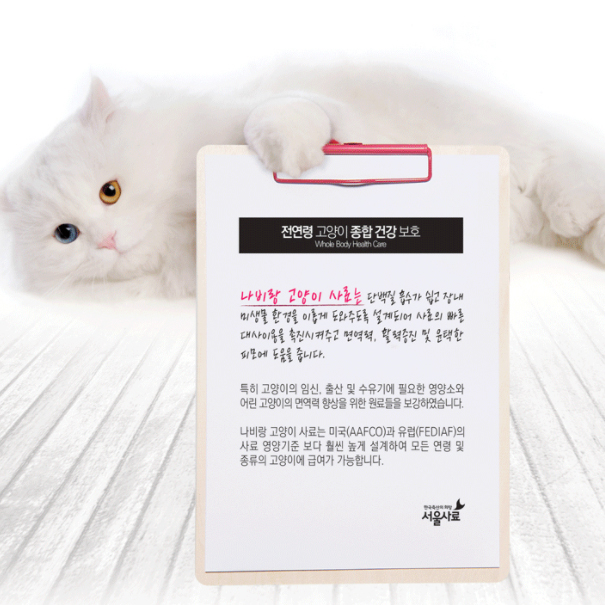 전연령 고양이 종합 건강 보호
Whole Body Health Care
나비랑 고양이 사료는 단백질 흡수가 쉽고 장내
미생물 환경을 이롭게 도와주도록 설계되어 사료의 빠른
대사이용을 촉진시켜주고 면역력, 활력증진 및 윤택한
피모에 도움을 줍니다.
특히 고양이의 임신, 출산 및 수유기에 필요한 영양소와
어린 고양이의 면역력 향상을 위한 원료들을 보강하였습니다.
나비랑 고양이 사료는 미국(AAFCO)과 유럽(FEDIAF)의
사료 영양기준 보다 훨씬 높게 설계하여 모든 연령 및
종류의 고양이에 급여가 가능합니다.
한국축산의 희망
서울사료